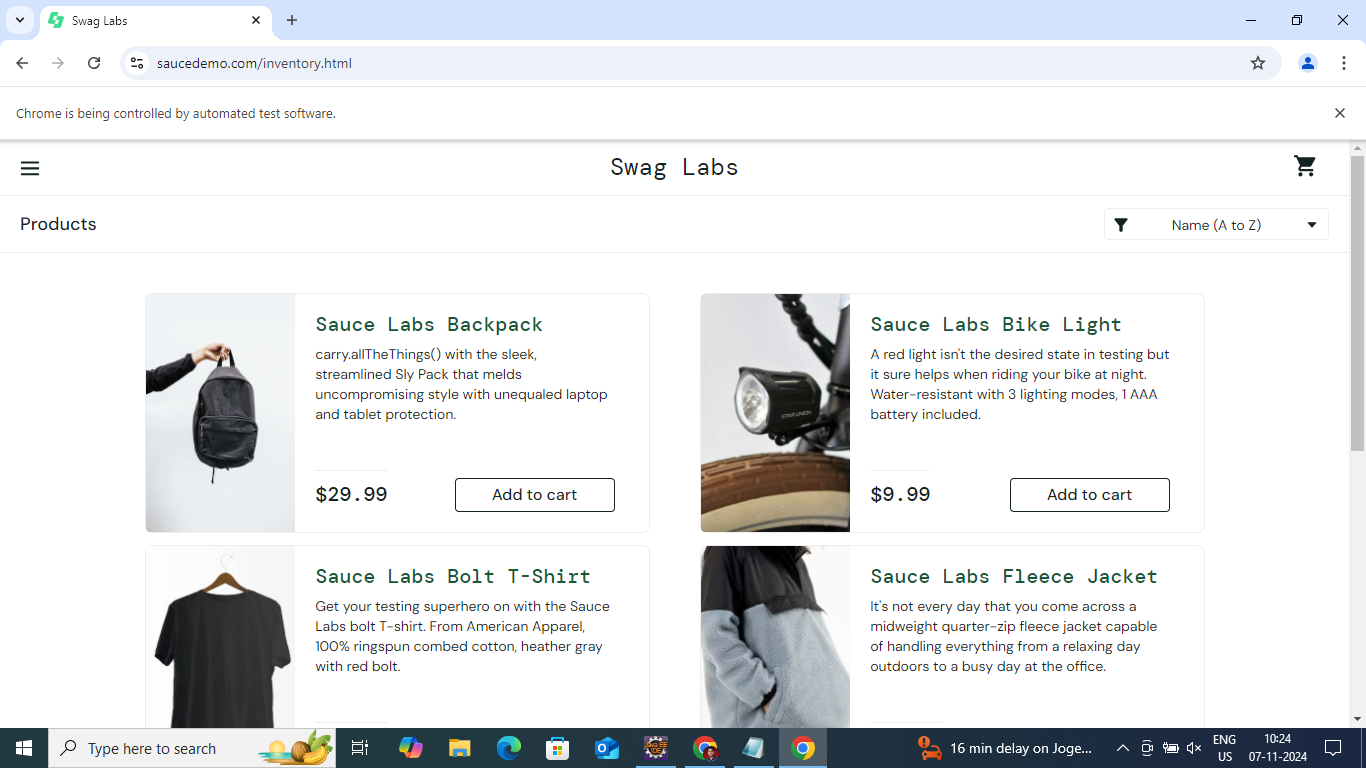 Swag Labs
saucedemo.com/inventory.html
Chrome is being controlled by automated test software.
Swag Labs
Products
Name (A to Z)
Sauce Labs Backpack
carry.allTheThings() with the sleek,
streamlined Sly Pack that melds
uncompromising style with unequaled laptop
and tablet protection.
$29.99
Add to cart
Sauce Labs Bike Light
A red light isn't the desired state in testing but
it sure helps when riding your bike at night.
Water-resistant with 3 lighting modes, 1 AAA
battery included.
STAR UNION
$9.99
Add to cart
Sauce Labs Bolt T-Shirt
Get your testing superhero on with the Sauce
Labs bolt T-shirt. From American Apparel,
100% ringspun combed cotton, heather gray
with red bolt.
Sauce Labs Fleece Jacket
It's not every day that you come across a
midweight quarter-zip fleece jacket capable
of handling everything from a relaxing day
outdoors to a busy day at the office.
Type here to search
16 min delay on Joge...
ENG
US
10:24
07-11-2024